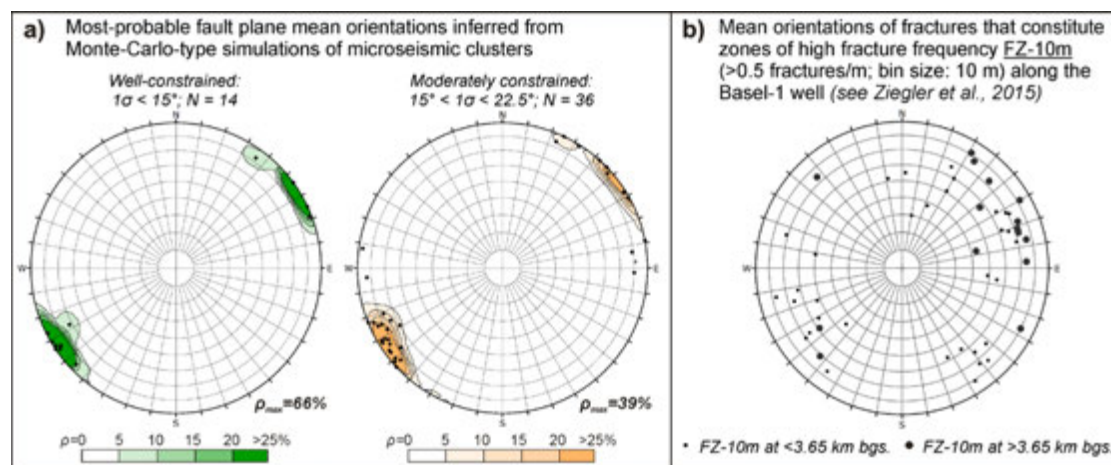 a) Most-probable fault plane mean orientations inferred from
Monte-Carlo-type simulations of microseismic clusters
Well-constrained:
1σ < 15°; N = 14
N
W
E
S
ρmax=66%
ρ=0 5 10 15 20 >25%
Moderately constrained:
15° < 1σ < 22.5°; N = 36
N
W
E
S
ρmax=39%
ρ=0 5 10 15 20 >25%
b) Mean orientations of fractures that constitute
zones of high fracture frequency FZ-10m
(>0.5 fractures/m; bin size: 10 m) along the
Basel-1 well (see Ziegler et al., 2015)
N
W
E
S
FZ-10m at <3.65 km bgs. FZ-10m at >3.65 km bgs.